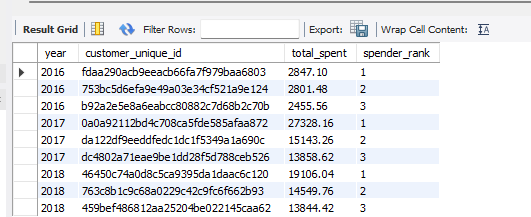 Result Grid Filter Rows: Export: Wrap Cell Content:
year customer_unique_id total_spent spender_rank
2016 fdaa290acb9eeacb66fa7f979baa6803 2847.10 1
2016 753bc5d6efa9e49a03e34cf521a9e124 2801.48 2
2016 b92a2e5e8a6eabcc80882c7d68b2c70b 2455.56 3
2017 0a0a92112bd4c708ca5fde585afaa872 27328.16 1
2017 da122df9eeddfedc1dc1f5349a1a690c 15143.26 2
2017 dc4802a71eae9be1dd28f5d788ceb526 13858.62 3
2018 46450c74a0d8c5ca9395da1daac6c120 19106.04 1
2018 763c8b1c9c68a0229c42c9fc6f662b93 14549.76 2
2018 459bef486812aa25204be022145caa62 13844.42 3